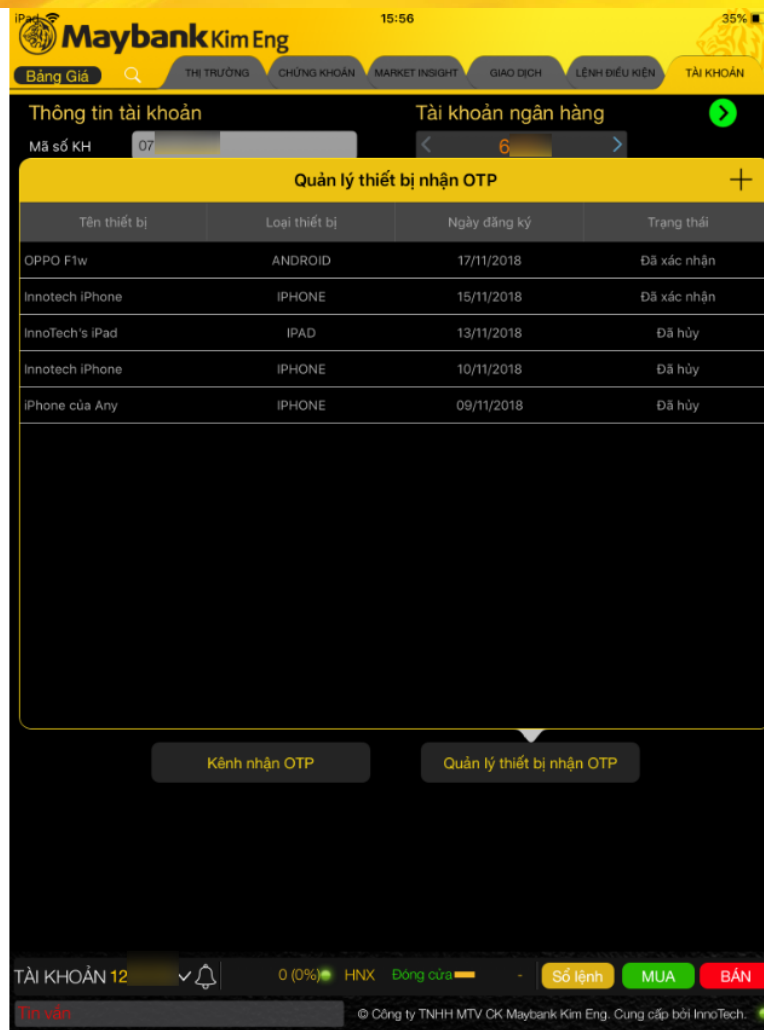 iPad 15:56 35%
Maybank Kim Eng
Bảng Giá THỊ TRƯỜNG CHỨNG KHOÁN MARKET INSIGHT GIAO DỊCH LỆNH ĐIỀU KIỆN TÀI KHOẢN
Thông tin tài khoản Tài khoản ngân hàng
Mã số KH 07 6
Quản lý thiết bị nhận OTP +
Tên thiết bị Loại thiết bị Ngày đăng ký Trạng thái
OPPO F1w ANDROID 17/11/2018 Đã xác nhận
Innotech iPhone IPHONE 15/11/2018 Đã xác nhận
InnoTech's iPad IPAD 13/11/2018 Đã hủy
Innotech iPhone IPHONE 10/11/2018 Đã hủy
iPhone của Any IPHONE 09/11/2018 Đã hủy
Kênh nhận OTP Quản lý thiết bị nhận OTP
TÀI KHOẢN 12 0 (0%) HNX Đóng cửa - Sổ lệnh MUA BÁN
Tin vắn © Công ty TNHH MTV CK Maybank Kim Eng. Cung cấp bởi InnoTech.